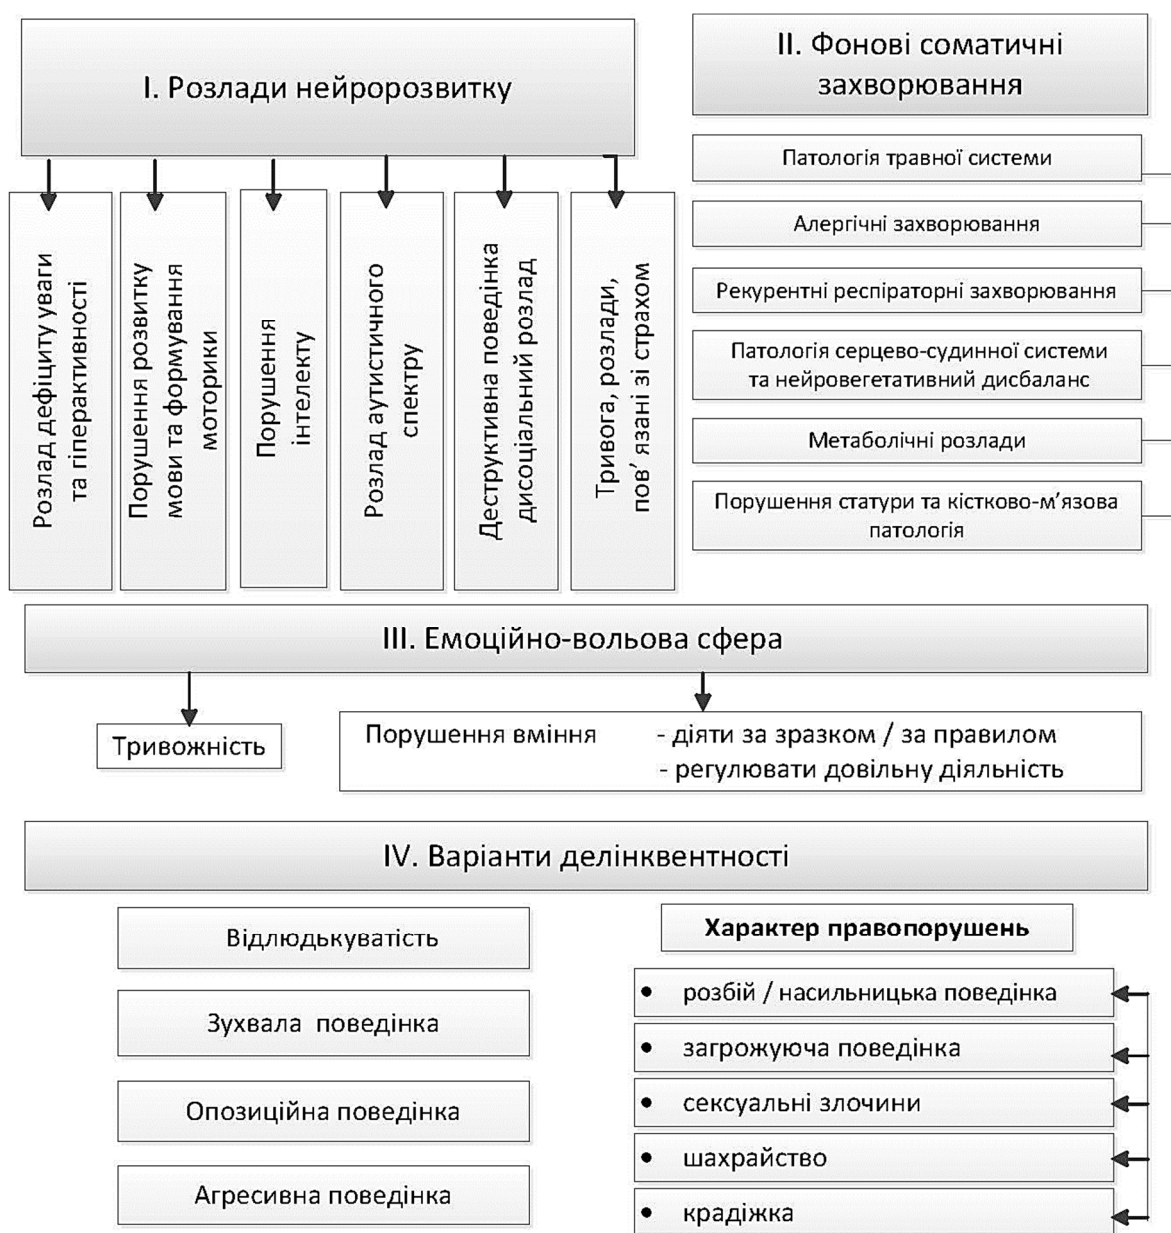 I. Розлади нейророзвитку
Розлад дефіциту уваги
та гіперактивності
Порушення розвитку
мови та формування
моторики
Порушення
інтелекту
Розлад аутистичного
спектру
Деструктивна поведінка
дисоціальний розлад
Тривога, розлади,
пов’ язані зі страхом
II. Фонові соматичні
захворювання
Патологія травної системи
Алергічні захворювання
Рекурентні респіраторні захворювання
Патологія серцево-судинної системи
та нейровегетативний дисбаланс
Метаболічні розлади
Порушення статури та кістково-м’язова
патологія
III. Емоційно-вольова сфера
Тривожність
Порушення вміння - діяти за зразком / за правилом
- регулювати довільну діяльність
IV. Варіанти делінквентності
Відлюдькуватість
Зухвала поведінка
Опозиційна поведінка
Агресивна поведінка
Характер правопорушень
• розбій / насильницька поведінка
• загрожуюча поведінка
• сексуальні злочини
• шахрайство
• крадіжка